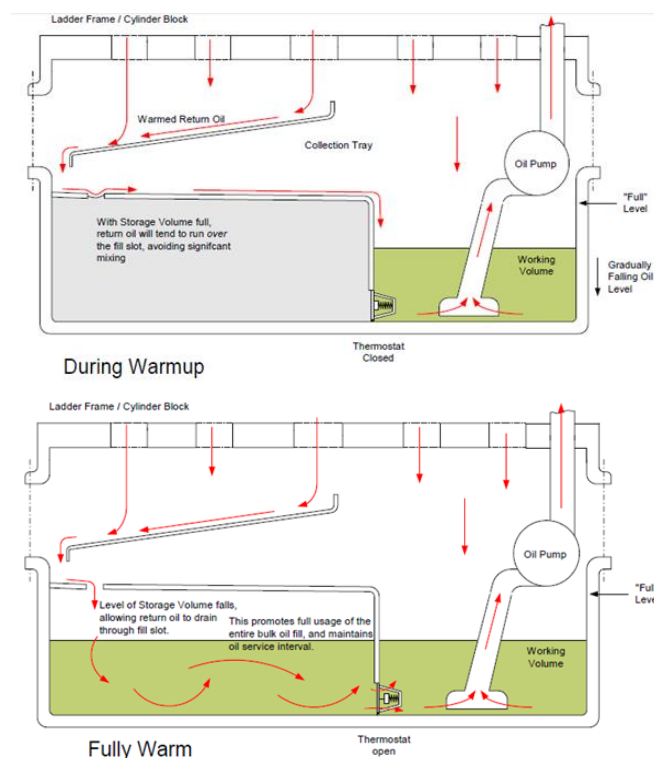 Ladder Frame / Cylinder Block
Warmed Return Oil
Collection Tray
Oil Pump
"Full"
Level
With Storage Volume full,
return oil will tend to run over
the fill slot, avoiding signifcant
mixing
Working
Volume
Gradually
Falling Oil
Level
Thermostat
Closed
During Warmup
Ladder Frame / Cylinder Block
Oil Pump
"Ful
Leve
Level of Storage Volume falls,
allowing return oil to drain
through fill slot.
This promotes full usage of the
entire bulk oil fill, and maintains
oil service interval.
Working
Volume
Thermostat
open
Fully Warm